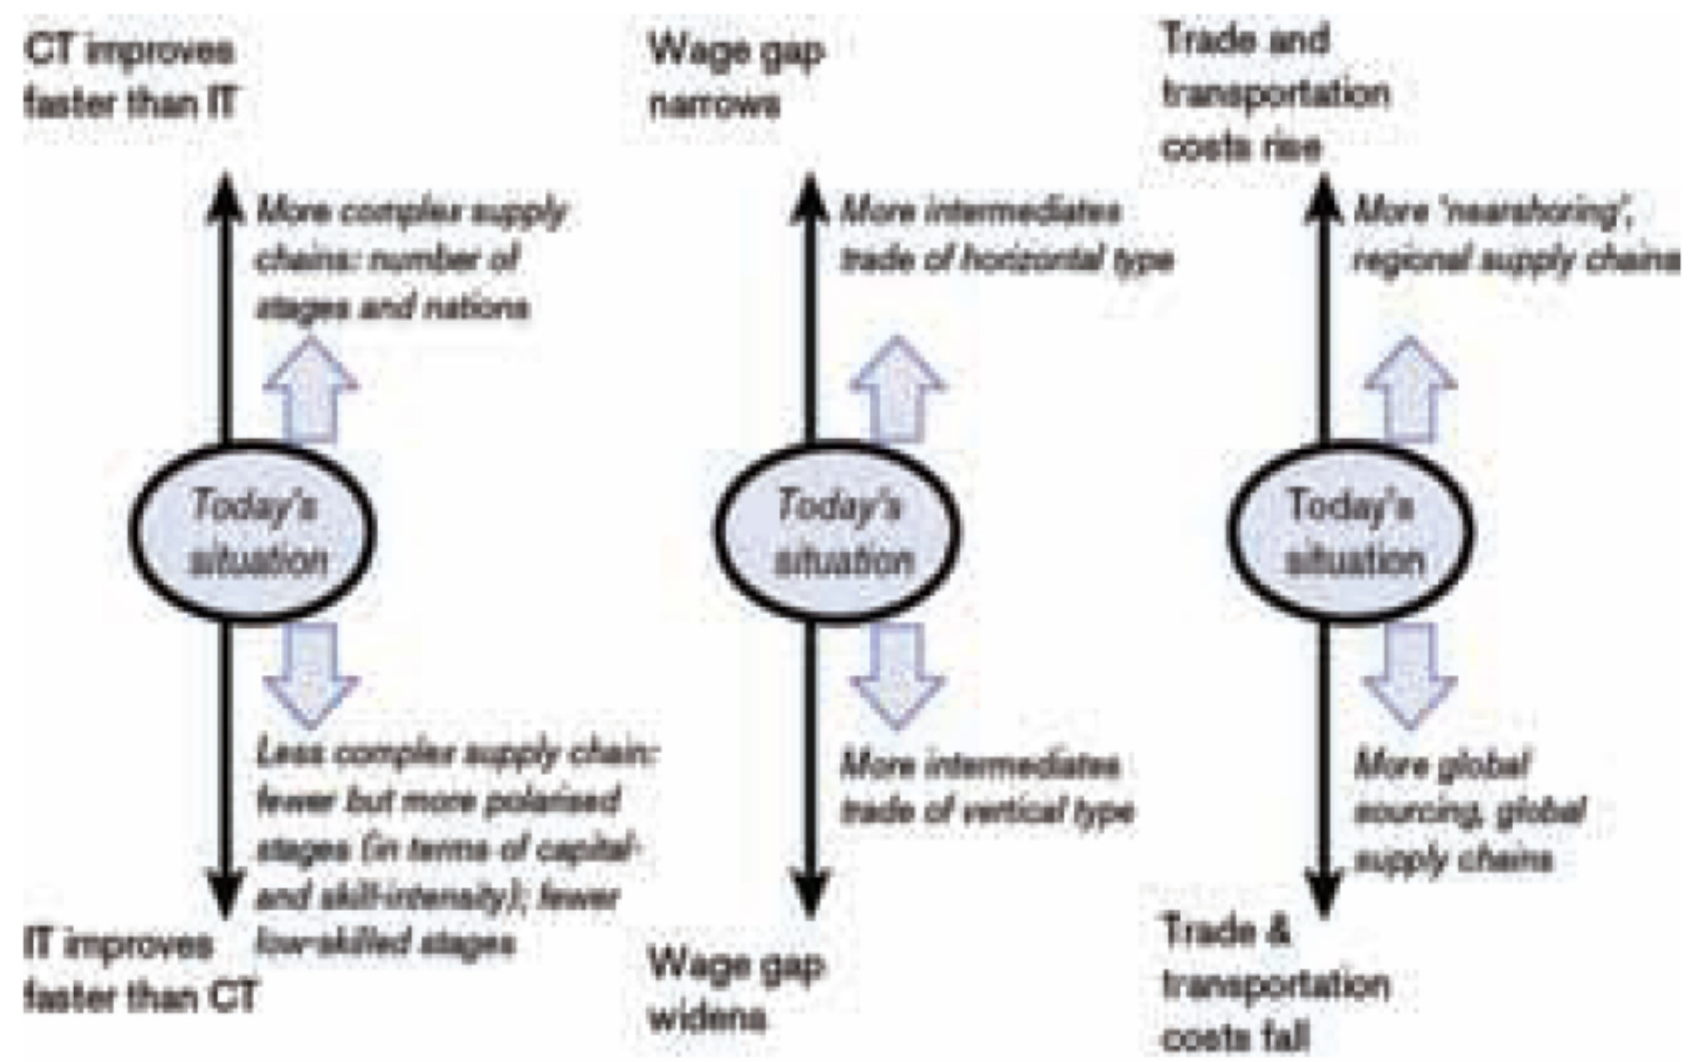 CT improves
faster than IT
More complex supply
chains: number of
stages and nations
Today's
situation
Less complex supply chain:
fewer but more polarised
stages (in terms of capital-
and skill-intensity); fewer
low-skilled stages
IT improves
faster than CT
Wage gap
narrows
More intermediates
trade of horizontal type
Today's
situation
More intermediates
trade of vertical type
Wage gap
widens
Trade and
transportation
costs rise
More 'nearshoring',
regional supply chains
Today's
situation
More global
sourcing, global
supply chains
Trade &
transportation
costs fall